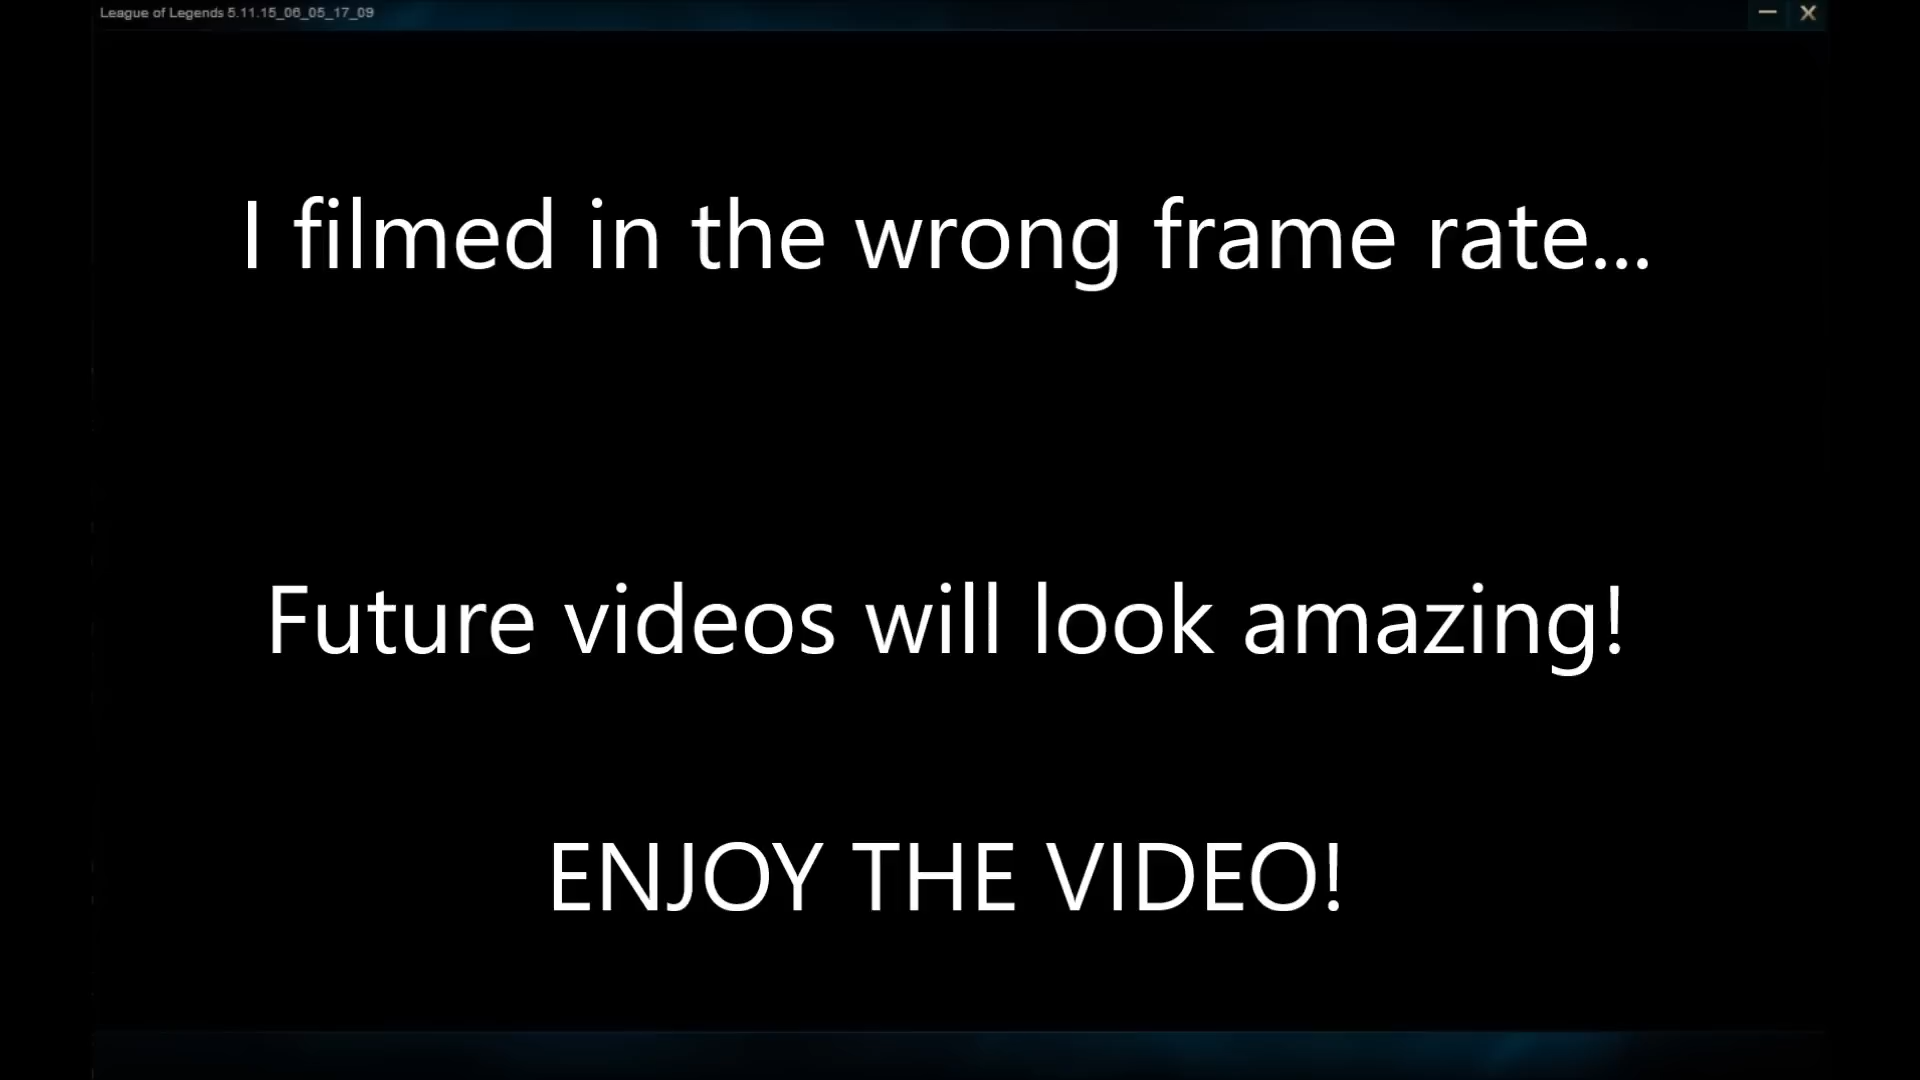 League of Legends 5.11.15_06_05_17_09
I filmed in the wrong frame rate...
Future videos will look amazing!
ENJOY THE VIDEO!